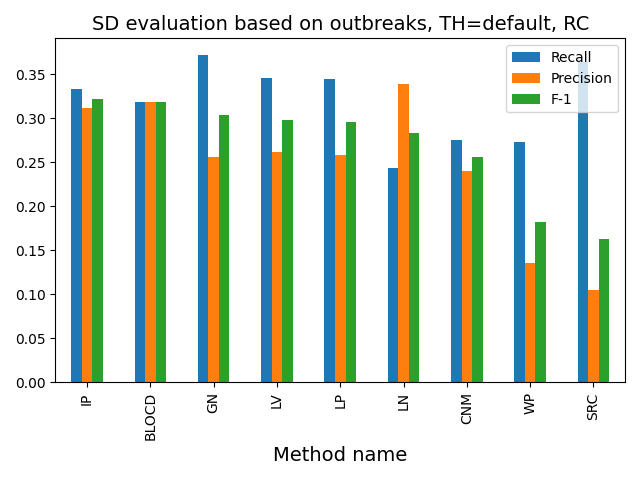 SD evaluation based on outbreaks, TH=default, RC
Recall
Precision
F-1
0.35
0.30
0.25
0.20
0.15
0.10
0.05
0.00
IP
BLOCD
GN
LV
LP
LN
CNM
WP
SRC
Method name